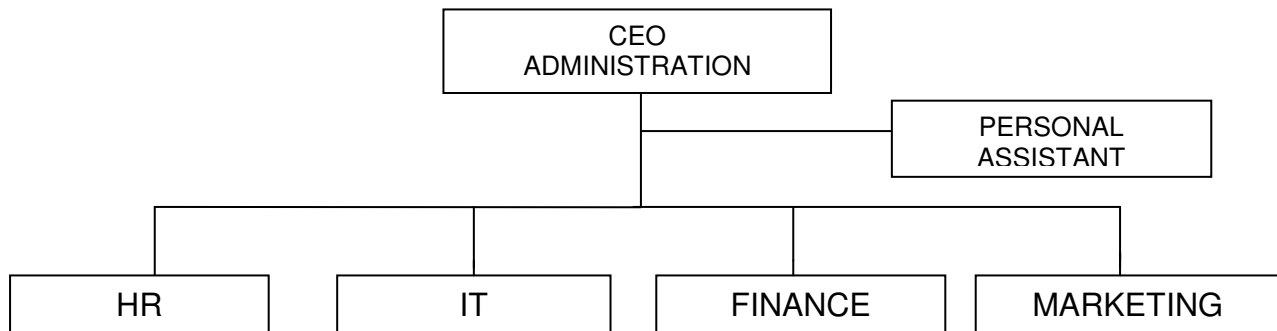 CEO
ADMINISTRATION
PERSONAL
ASSISTANT
HR
IT
FINANCE
MARKETING